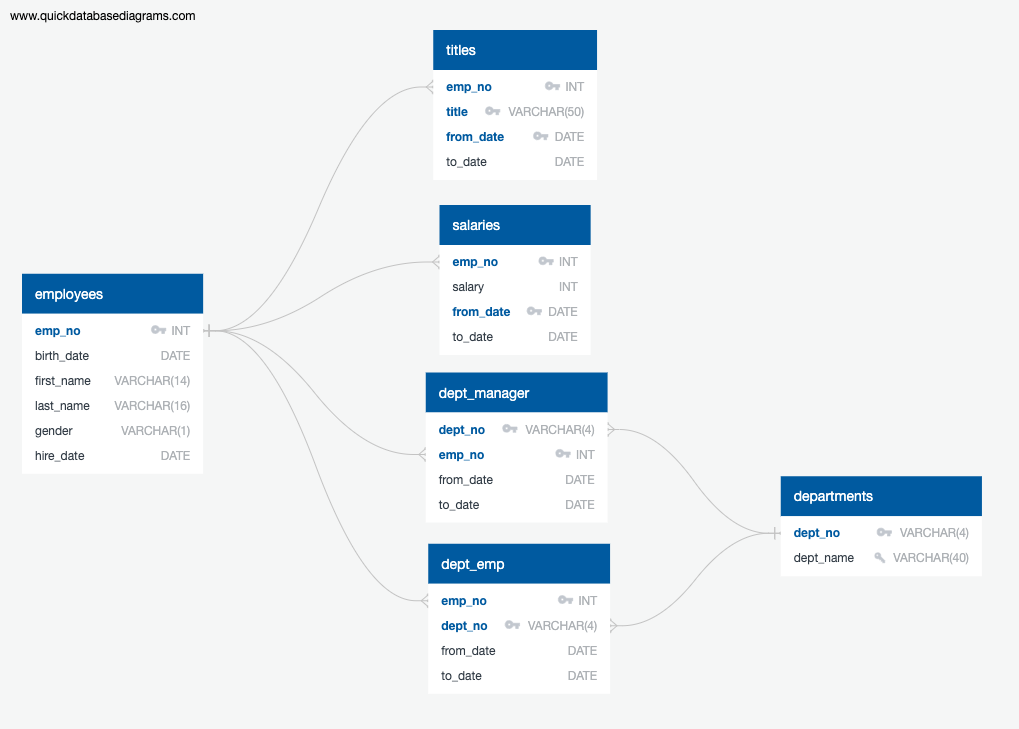 www.quickdatabasediagrams.com
titles
emp_no INT
title VARCHAR(50)
from_date DATE
to_date DATE
salaries
emp_no INT
salary INT
from_date DATE
to_date DATE
employees
emp_no INT
birth_date DATE
first_name VARCHAR(14)
last_name VARCHAR(16)
gender VARCHAR(1)
hire_date DATE
dept_manager
dept_no VARCHAR(4)
emp_no INT
from_date DATE
to_date DATE
departments
dept_no VARCHAR(4)
dept_name VARCHAR(40)
dept_emp
emp_no INT
dept_no VARCHAR(4)
from_date DATE
to_date DATE